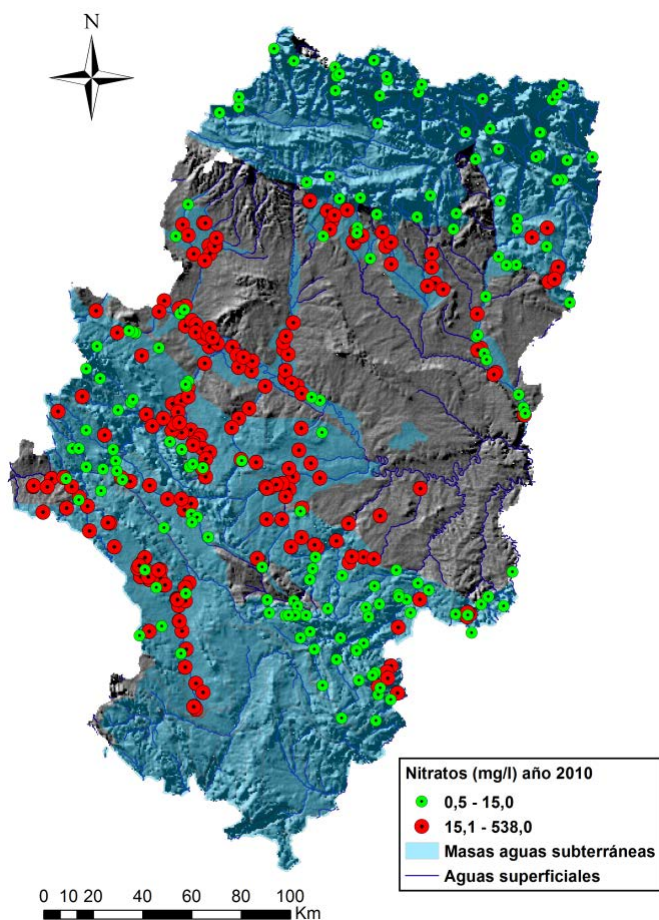 N
Nitratos (mg/l) año 2010
0,5 - 15,0
15,1 - 538,0
Masas aguas subterráneas
Aguas superficiales
0 10 20 40 60 80 100
Km